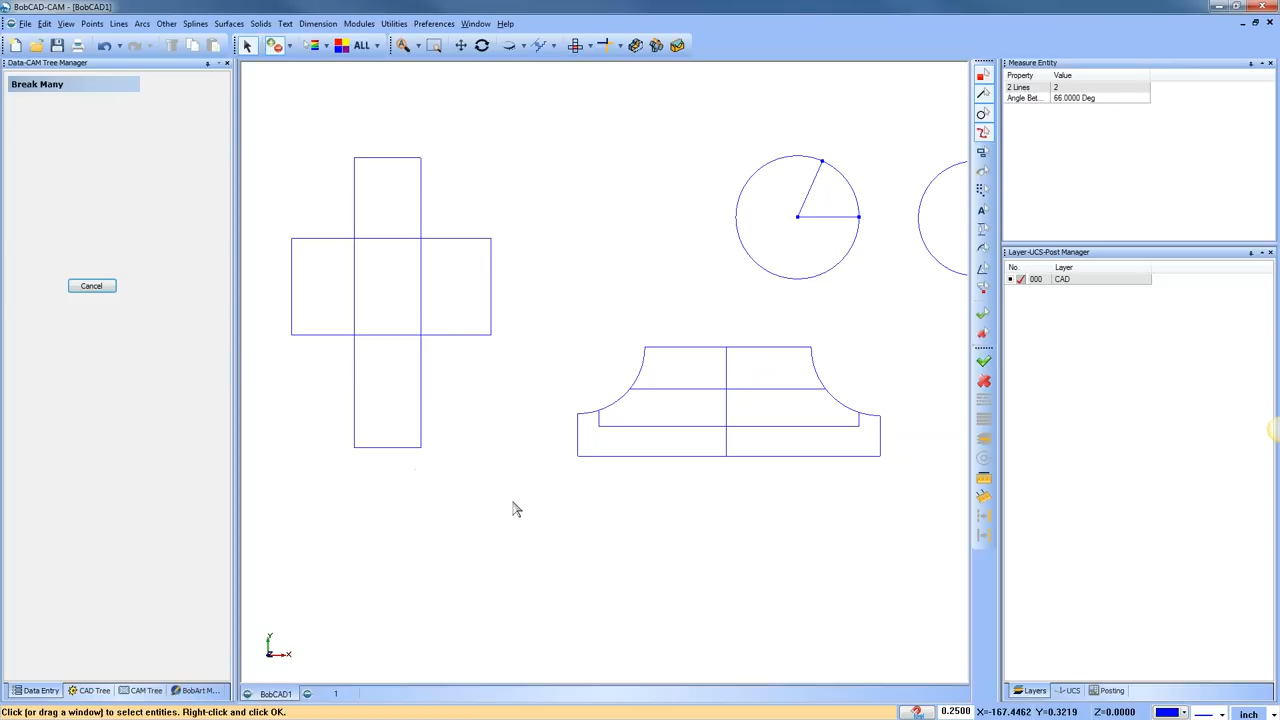 BobCAD-CAM - [BobCAD1]
File Edit View Points Lines Arcs Other Splines Surfaces Solids Text Dimension Modules Utilities Preferences Window Help
ALL
Data-CAM Tree Manager
Break Many
Cancel
Data Entry CAD Tree CAM Tree BobArt M...
Y
Z X
BobCAD1 1
A
Measure Entity
Property Value
2 Lines 2
Angle Bet... 66.0000 Deg
Layer-UCS-Post Manager
No. Layer
000 CAD
Layers UCS Posting
Click (or drag a window) to select entities. Right-click and click OK.
0.2500 X=-167.4462 Y=0.3219 Z=0.0000 inch